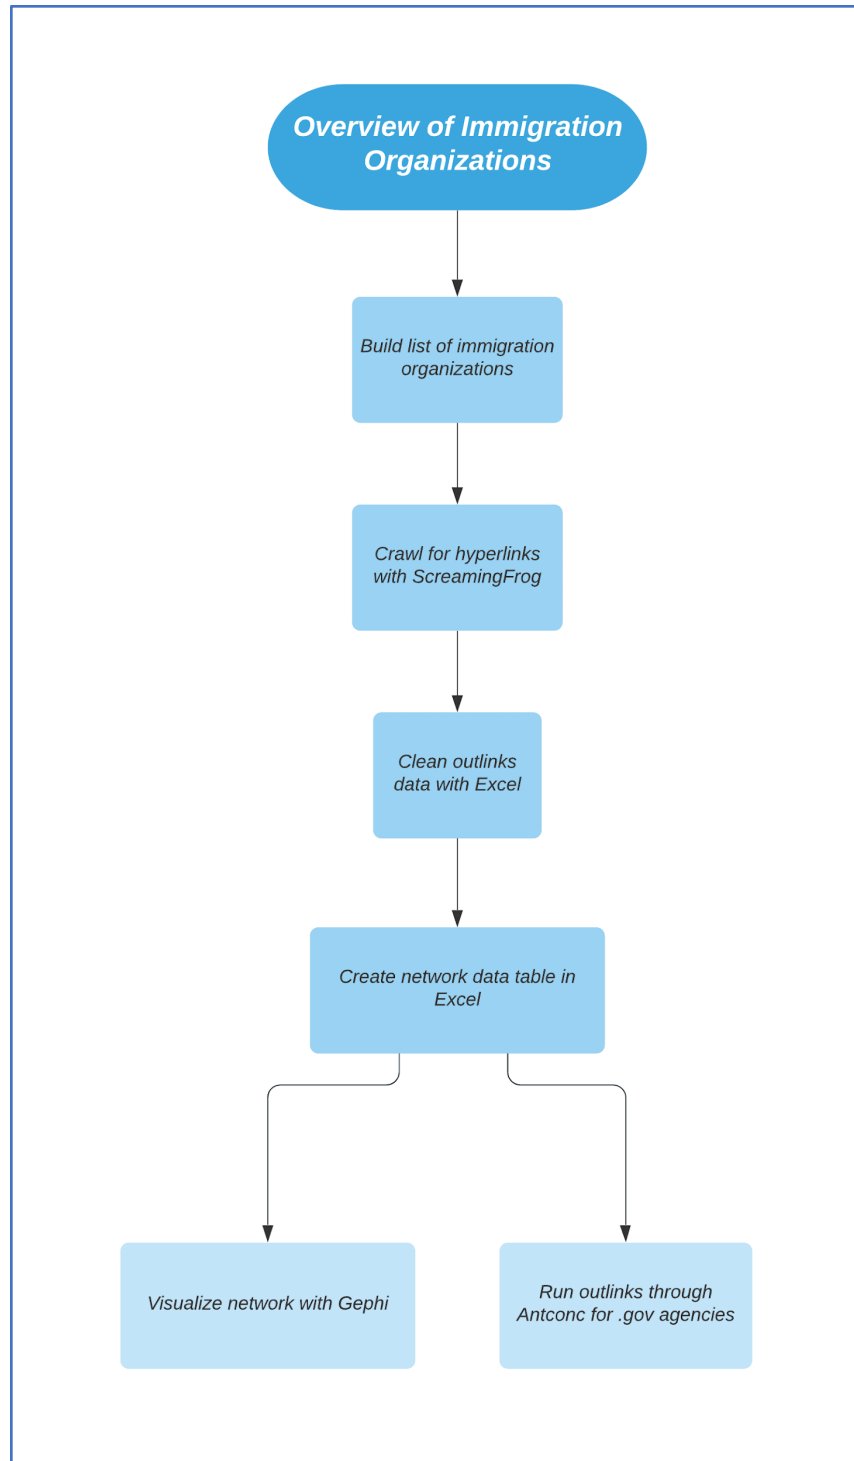 Overview of Immigration
Organizations
Build list of immigration
organizations
Crawl for hyperlinks
with ScreamingFrog
Clean outlinks
data with Excel
Create network data table in
Excel
Visualize network with Gephi
Run outlinks through
Antconc for .gov agencies